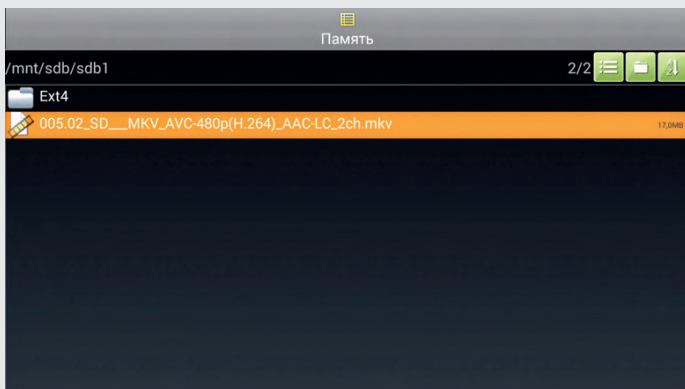 Память
/mnt/sdb/sdb1 2/2
Ext4
005.02_SD___MKV_AVC-480p(H.264)_AAC-LC_2ch.mkv 17,0MB